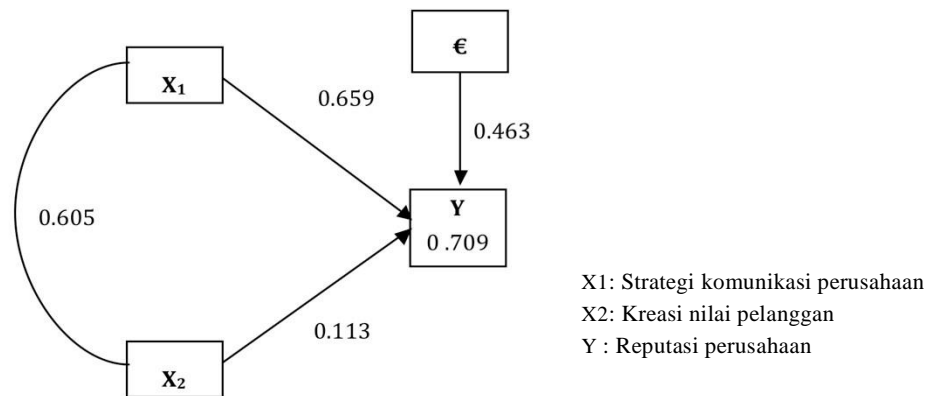 €
X₁
0.659
0.463
Y
0.605
0 .709
0.113
X₂
X1: Strategi komunikasi perusahaan
X2: Kreasi nilai pelanggan
Y : Reputasi perusahaan